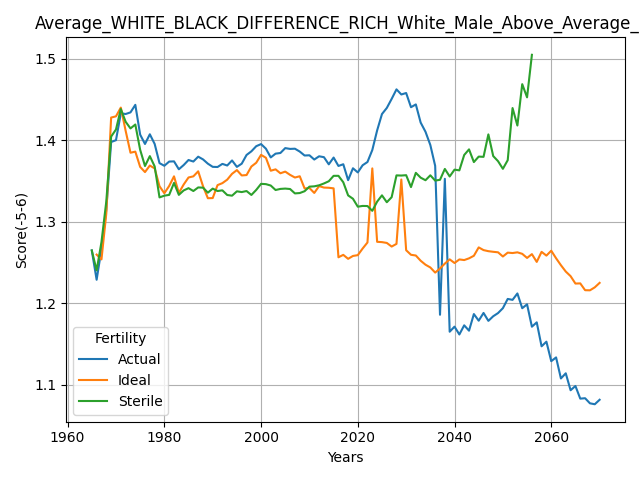 Average_WHITE_BLACK_DIFFERENCE_RICH_White_Male_Above_Average_
Score(-5-6)
1.5
1.4
1.3
1.2
1.1
Fertility
Actual
Ideal
Sterile
1960 1980 2000 2020 2040 2060
Years